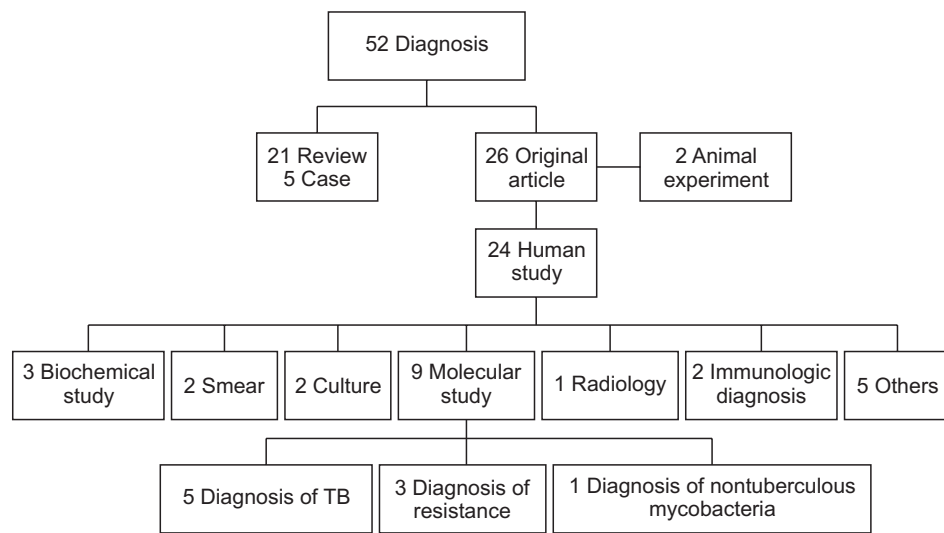 52 Diagnosis
21 Review
5 Case
26 Original
article
2 Animal
experiment
24 Human
study
3 Biochemical
study
2 Smear
2 Culture
9 Molecular
study
1 Radiology
2 Immunologic
diagnosis
5 Others
5 Diagnosis of TB
3 Diagnosis of
resistance
1 Diagnosis of nontuberculous
mycobacteria